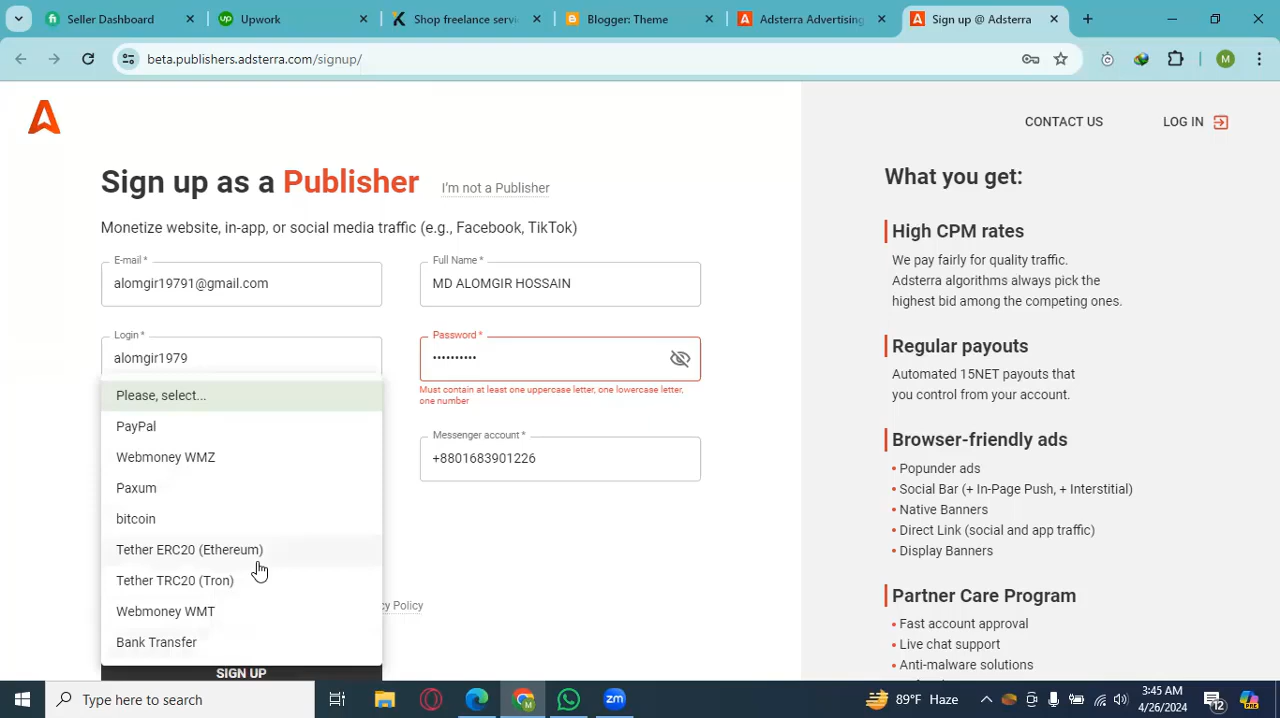 Seller Dashboard
Upwork
Shop freelance servi
Blogger: Theme
Adsterra Advertising
Sign up @ Adsterra
beta.publishers.adsterra.com/signup/
M
CONTACT US
LOG IN
Sign up as a Publisher
I'm not a Publisher
Monetize website, in-app, or social media traffic (e.g., Facebook, TikTok)
E-mail *
alomgir19791@gmail.com
Full Name *
MD ALOMGIR HOSSAIN
Login *
alomgir1979
Password *
••••••••••
Must contain at least one uppercase letter, one lowercase letter,
one number
Please, select...
PayPal
Webmoney WMZ
Paxum
bitcoin
Tether ERC20 (Ethereum)
Tether TRC20 (Tron)
Webmoney WMT
Bank Transfer
Messenger account *
+8801683901226
cy Policy
SIGN UP
What you get:
High CPM rates
We pay fairly for quality traffic.
Adsterra algorithms always pick the
highest bid among the competing ones.
Regular payouts
Automated 15NET payouts that
you control from your account.
Browser-friendly ads
• Popunder ads
• Social Bar (+ In-Page Push, + Interstitial)
• Native Banners
• Direct Link (social and app traffic)
• Display Banners
Partner Care Program
• Fast account approval
• Live chat support
• Anti-malware solutions
Type here to search
zm
89°F Haze
3:45 AM
4/26/2024
12